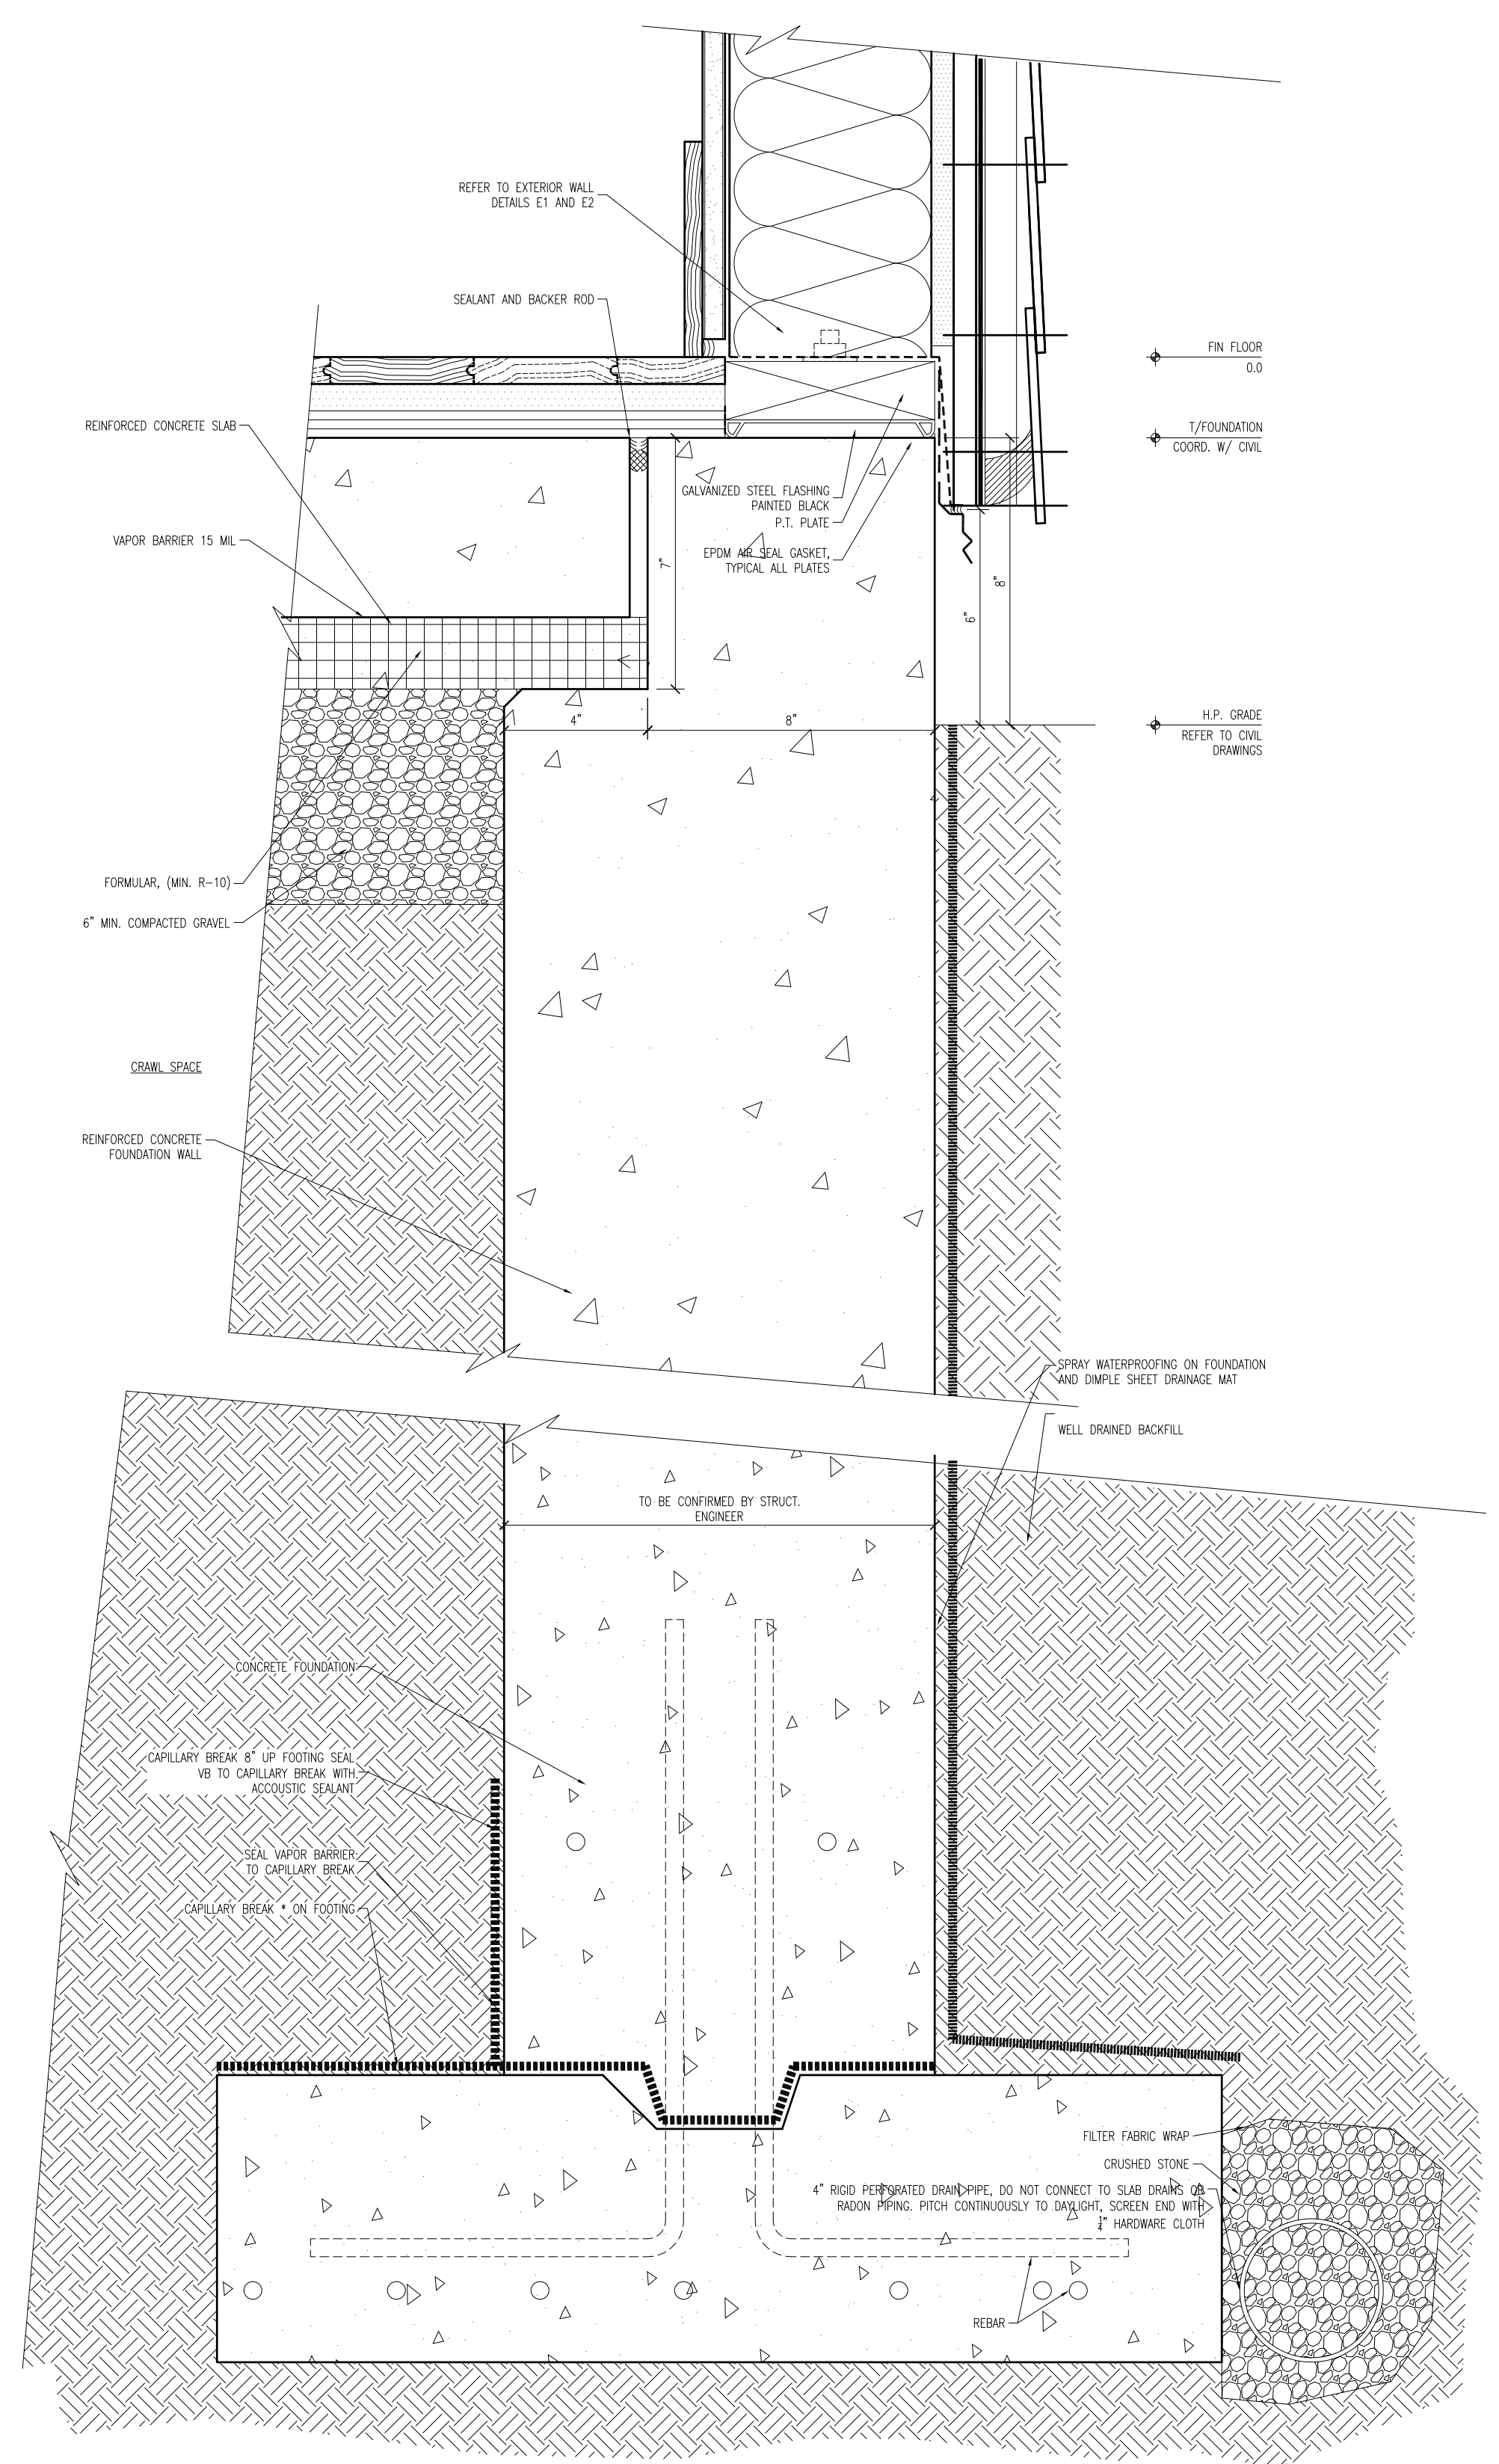 REFER TO EXTERIOR WALL
DETAILS E1 AND E2
SEALANT AND BACKER ROD
FIN FLOOR
0.0
REINFORCED CONCRETE SLAB
T/FOUNDATION
COORD. W/ CIVIL
GALVANIZED STEEL FLASHING
PAINTED BLACK
P.T. PLATE
VAPOR BARRIER 15 MIL
EPDM AIR SEAL GASKET,
TYPICAL ALL PLATES
7"
8"
6"
4"
8"
H.P. GRADE
REFER TO CIVIL
DRAWINGS
FORMULAR, (MIN. R-10)
6" MIN. COMPACTED GRAVEL
CRAWL SPACE
REINFORCED CONCRETE
FOUNDATION WALL
SPRAY WATERPROOFING ON FOUNDATION
AND DIMPLE SHEET DRAINAGE MAT
WELL DRAINED BACKFILL
TO BE CONFIRMED BY STRUCT.
ENGINEER
CONCRETE FOUNDATION
CAPILLARY BREAK 8" UP FOOTING SEAL
VB TO CAPILLARY BREAK WITH
ACCOUSTIC SEALANT
SEAL VAPOR BARRIER
TO CAPILLARY BREAK
CAPILLARY BREAK * ON FOOTING
FILTER FABRIC WRAP
CRUSHED STONE
4" RIGID PERFORATED DRAIN PIPE, DO NOT CONNECT TO SLAB DRAINS OR
RADON PIPING. PITCH CONTINUOUSLY TO DAYLIGHT, SCREEN END WITH
HARDWARE CLOTH
REBAR